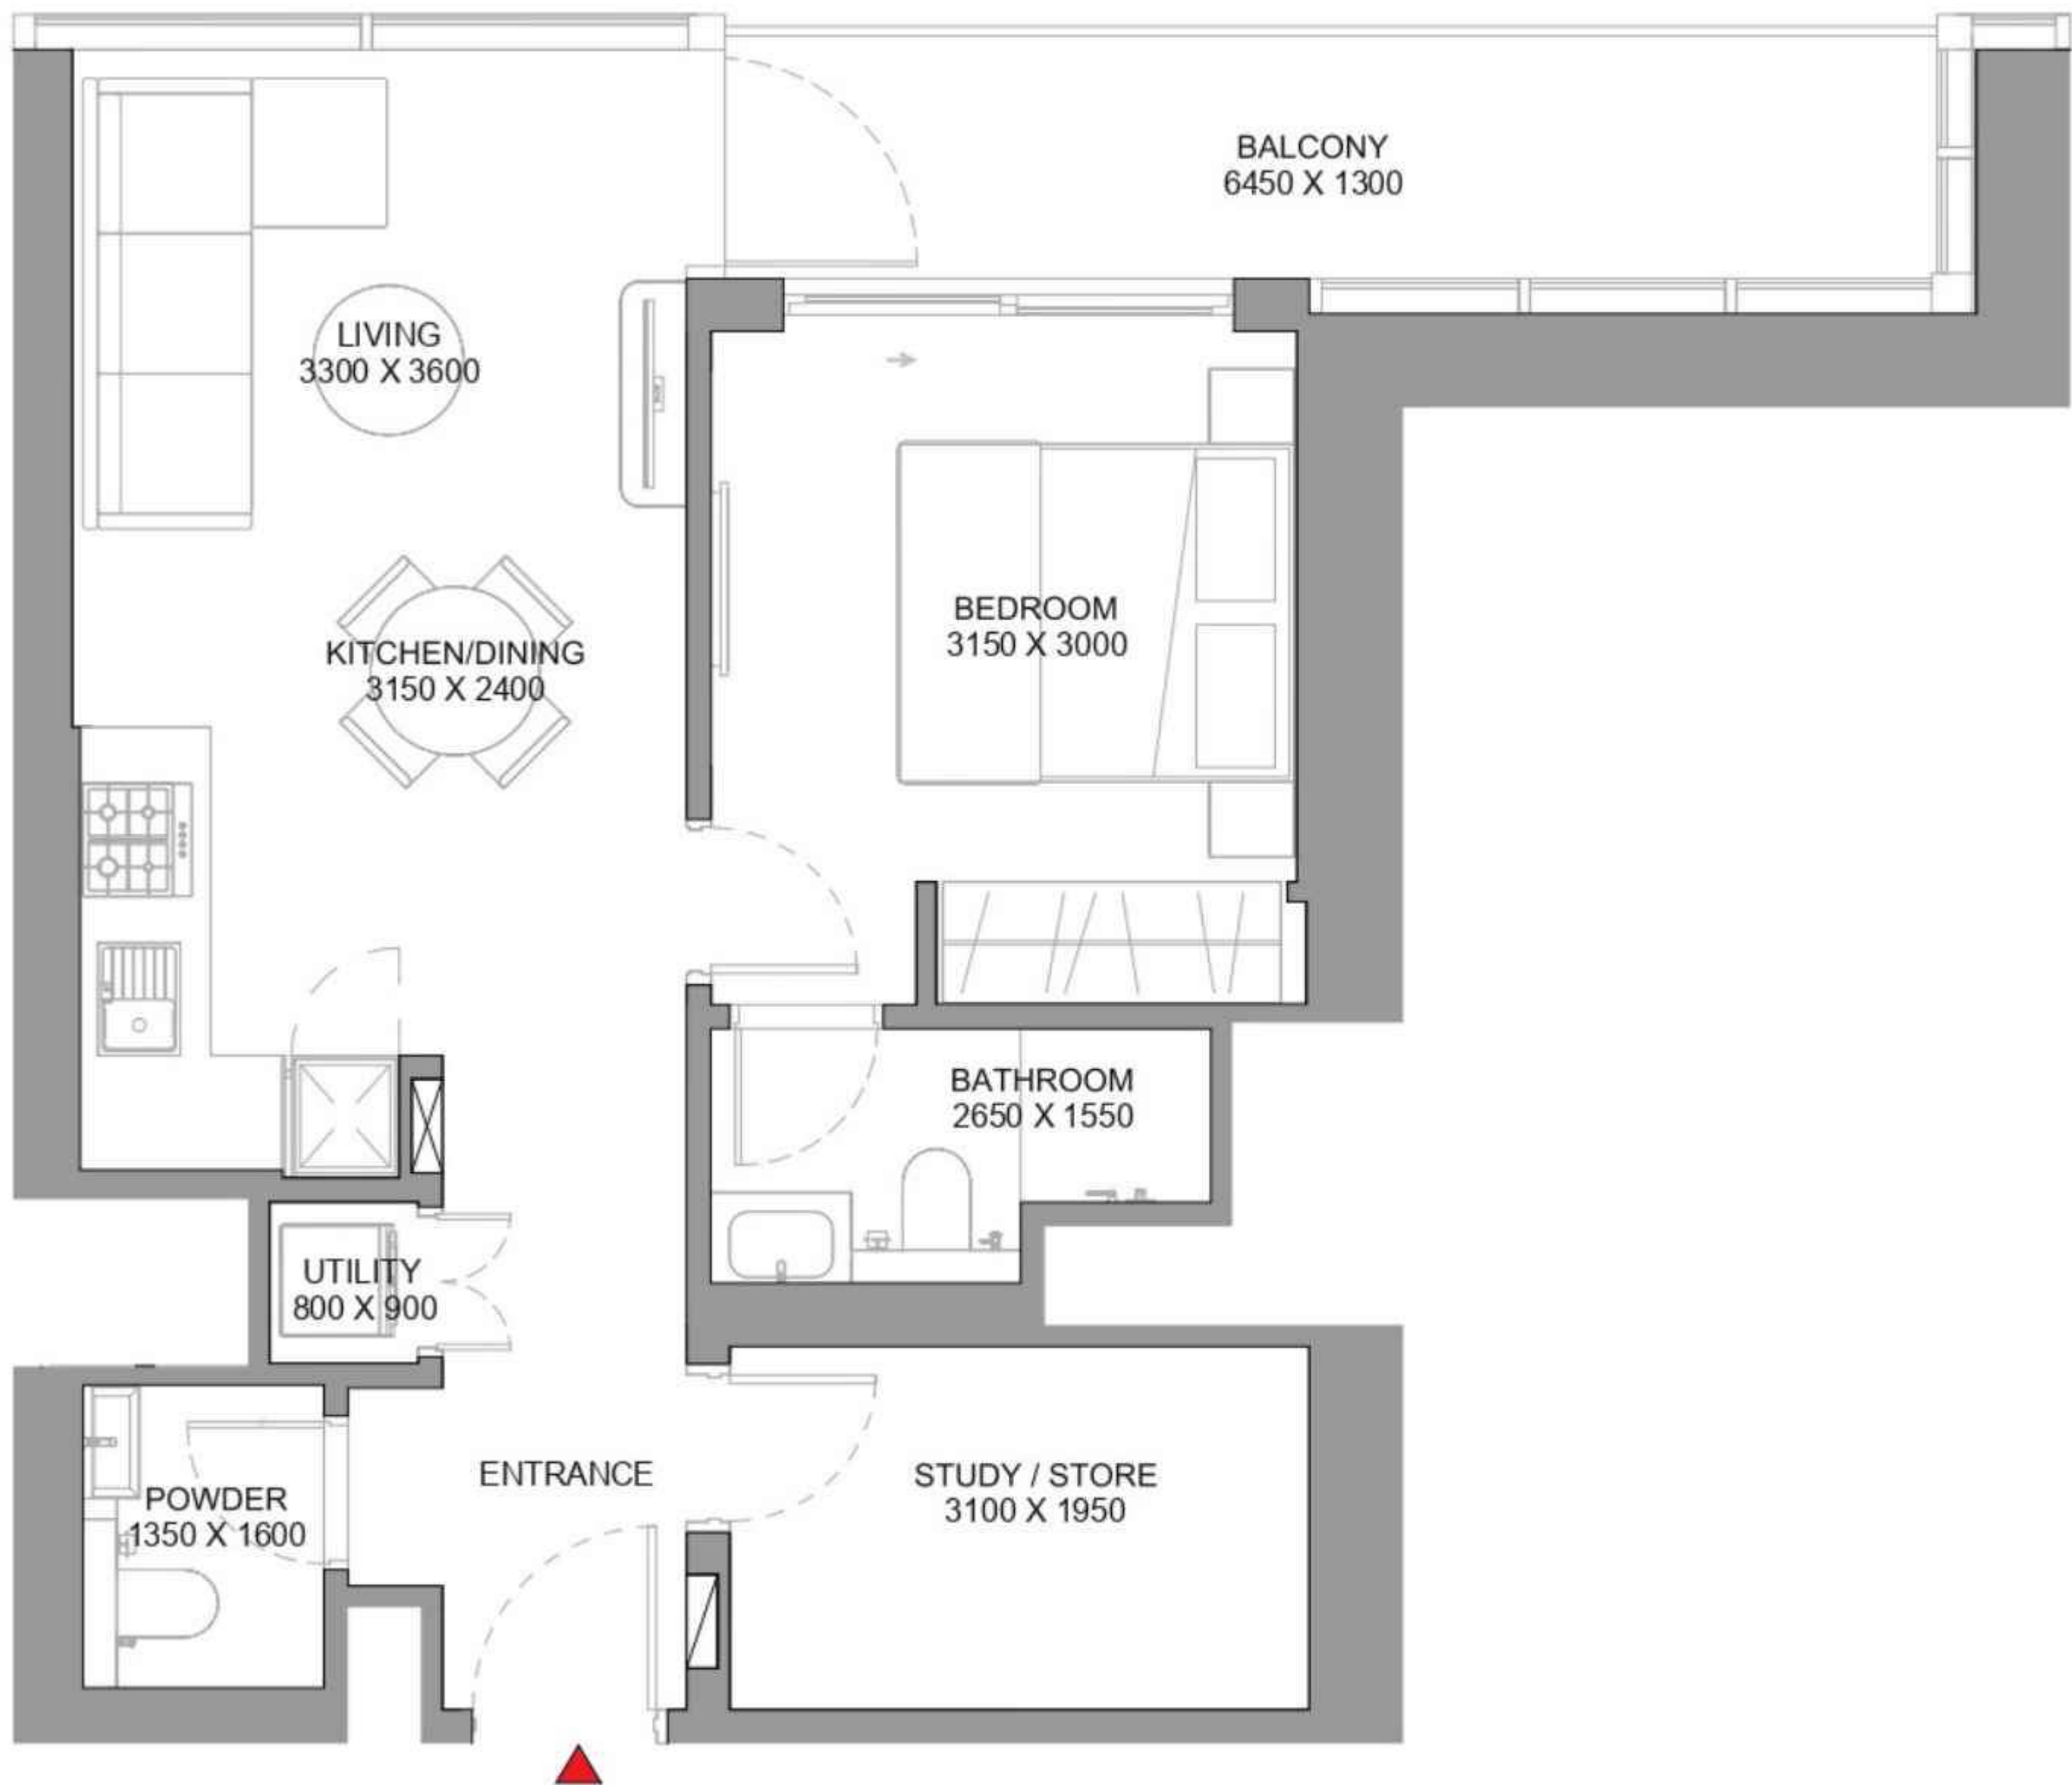 BALCONY
6450 X 1300
LIVING
3300 X 3600
BEDROOM
3150 X 3000
KITCHEN/DINING
3150 X 2400
BATHROOM
2650 X 1550
UTILITY
800 X 900
ENTRANCE
STUDY / STORE
3100 X 1950
POWDER
1350 X 1600